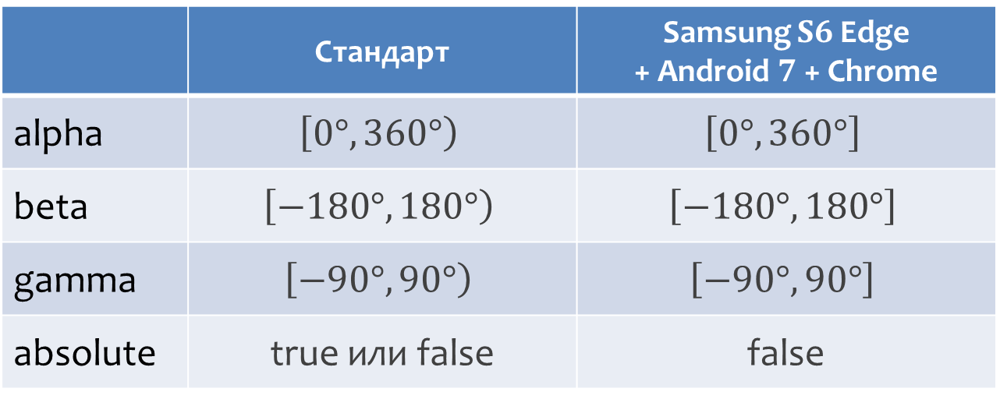 Стандарт
Samsung S6 Edge
+ Android 7 + Chrome
alpha [0°, 360°) [0°, 360°]
beta [−180°, 180°) [−180°, 180°]
gamma [−90°, 90°) [−90°, 90°]
absolute true или false false